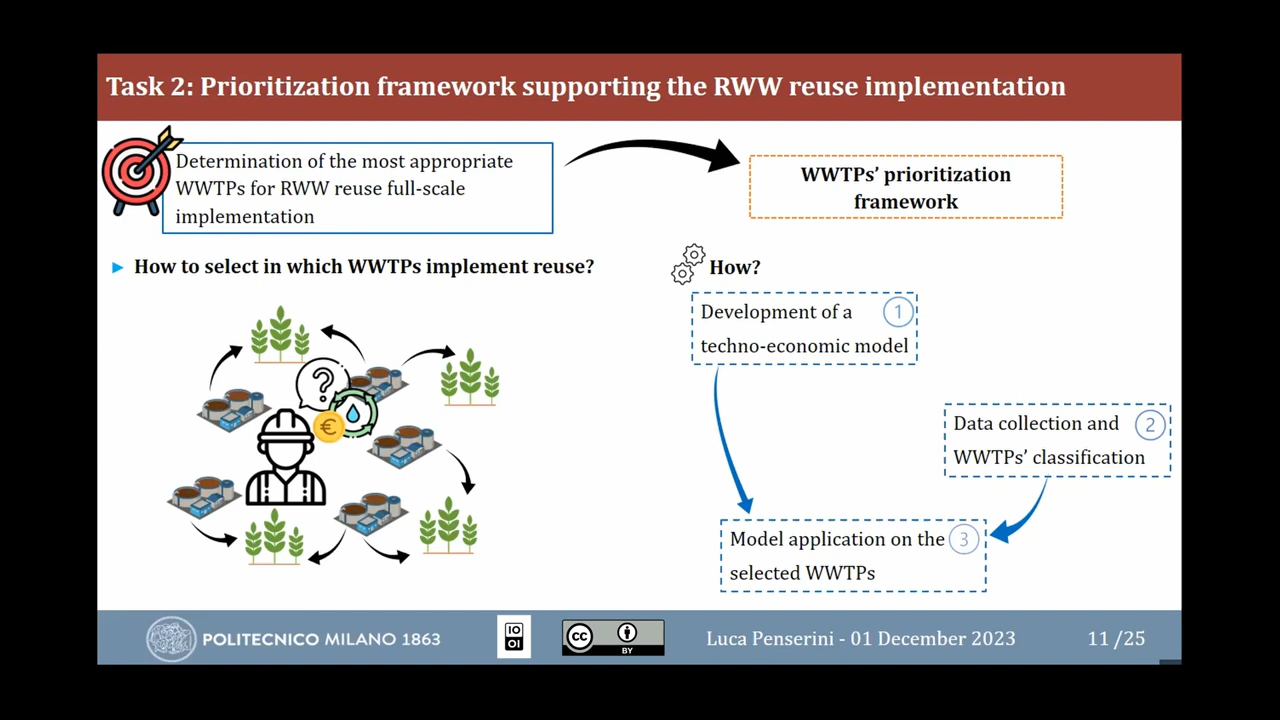 Task 2: Prioritization framework supporting the RWW reuse implementation
Determination of the most appropriate
WWTPs for RWW reuse full-scale
implementation
WWTPs’ prioritization
framework
How to select in which WWTPs implement reuse?
How?
Development of a 1
techno-economic model
Data collection and 2
WWTPs’ classification
Model application on the 3
selected WWTPs
?
€
POLITECNICO MILANO 1863
IO
OI
CC
BY
Luca Penserini - 01 December 2023
11 /25